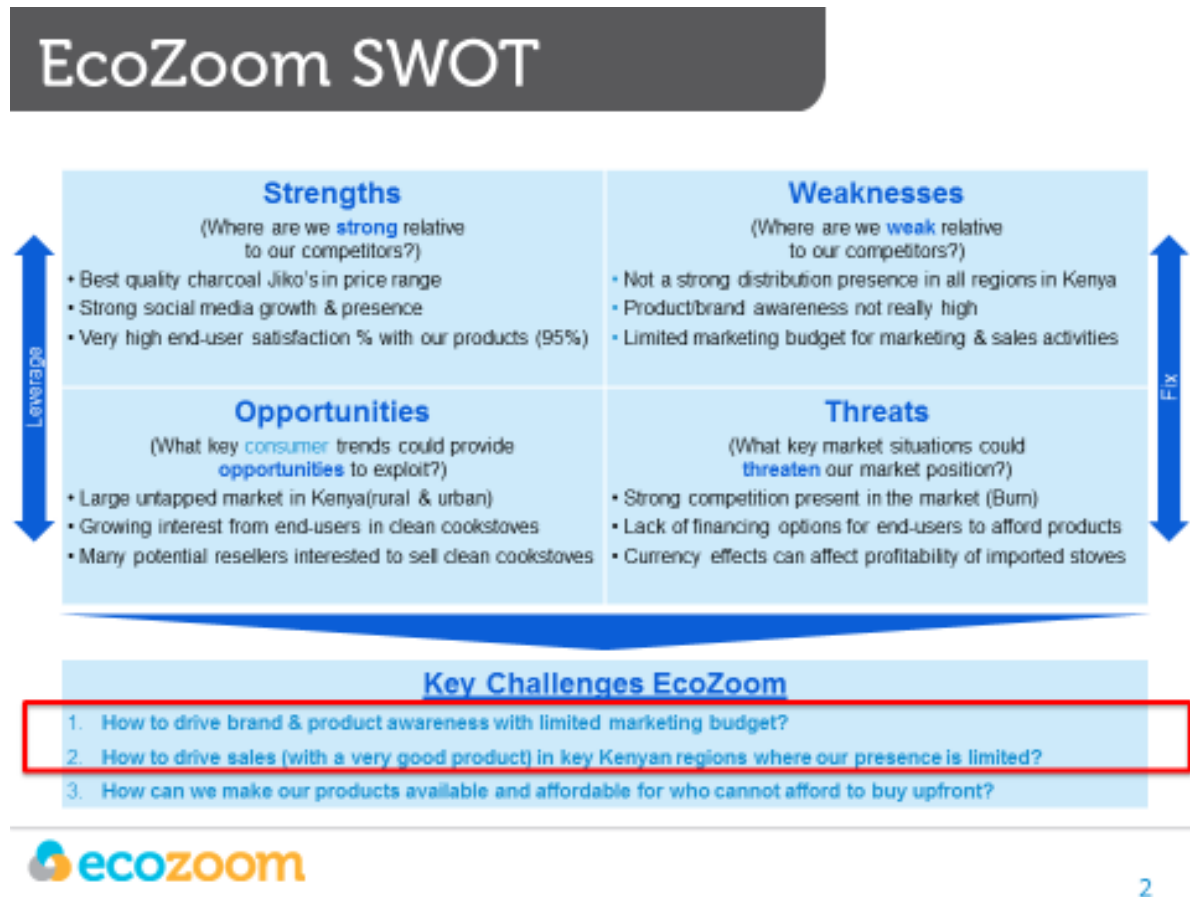 EcoZoom SWOT
Strengths
(Where are we strong relative
to our competitors?)
• Best quality charcoal Jiko's in price range
• Strong social media growth & presence
• Very high end-user satisfaction % with our products (95%)
Weaknesses
(Where are we weak relative
to our competitors?)
• Not a strong distribution presence in all regions in Kenya
• Product/brand awareness not really high
• Limited marketing budget for marketing & sales activities
Leverage
Fix
Opportunities
(What key consumer trends could provide
opportunities to exploit?)
• Large untapped market in Kenya(rural & urban)
• Growing interest from end-users in clean cookstoves
• Many potential resellers interested to sell clean cookstoves
Threats
(What key market situations could
threaten our market position?)
• Strong competition present in the market (Burn)
• Lack of financing options for end-users to afford products
• Currency effects can affect profitability of imported stoves
Key Challenges EcoZoom
1. How to drive brand & product awareness with limited marketing budget?
2. How to drive sales (with a very good product) in key Kenyan regions where our presence is limited?
3. How can we make our products available and affordable for who cannot afford to buy upfront?
ecozoom
2